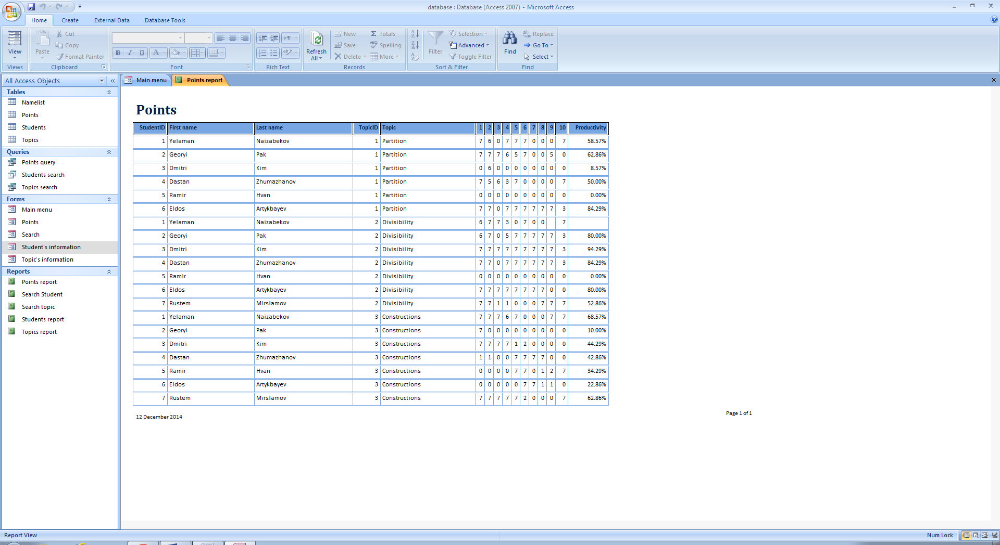 database : Database (Access 2007) - Microsoft Access
Home Create External Data Database Tools
View
Views
Paste
Cut
Copy
Format Painter
Clipboard
B I U A
Font
ab
Rich Text
Refresh All
New
Save
Delete
Σ Totals
ABC Spelling
More
Records
Filter
Selection
Advanced
Toggle Filter
Sort & Filter
Find
Replace
Go To
Select
Find
All Access Objects
Tables
Namelist
Points
Students
Topics
Queries
Points query
Students search
Topics search
Forms
Main menu
Points
Search
Student's information
Topic's information
Reports
Points report
Search Student
Search topic
Students report
Topics report
Main menu Points report
Points
StudentID First name Last name TopicID Topic 1 2 3 4 5 6 7 8 9 10 Productivity
1 Yelaman Naizabekov 1 Partition 7 6 0 7 7 7 0 0 0 7 58.57%
2 Georyi Pak 1 Partition 7 7 7 6 5 7 0 0 5 0 62.86%
3 Dmitri Kim 1 Partition 0 6 0 0 0 0 0 0 0 0 8.57%
4 Dastan Zhumazhanov 1 Partition 7 5 6 3 7 0 0 0 0 7 50.00%
5 Ramir Hvan 1 Partition 0 0 0 0 0 0 0 0 0 0 0.00%
6 Eldos Artykbayev 1 Partition 7 7 0 7 7 7 7 7 7 3 84.29%
1 Yelaman Naizabekov 2 Divisibility 6 7 7 3 0 7 0 0 7
2 Georyi Pak 2 Divisibility 6 7 0 5 7 7 7 7 7 3 80.00%
3 Dmitri Kim 2 Divisibility 7 7 7 7 7 7 7 7 7 3 94.29%
4 Dastan Zhumazhanov 2 Divisibility 7 7 0 7 7 7 7 7 7 3 84.29%
5 Ramir Hvan 2 Divisibility 0 0 0 0 0 0 0 0 0 0 0.00%
6 Eldos Artykbayev 2 Divisibility 7 7 7 7 7 7 7 7 0 0 80.00%
7 Rustem Mirslamov 2 Divisibility 7 7 1 1 0 0 0 7 7 7 52.86%
1 Yelaman Naizabekov 3 Constructions 7 7 7 6 7 0 0 0 7 7 68.57%
2 Georyi Pak 3 Constructions 7 0 0 0 0 0 0 0 0 0 10.00%
3 Dmitri Kim 3 Constructions 7 7 7 7 1 2 0 0 0 0 44.29%
4 Dastan Zhumazhanov 3 Constructions 1 1 0 0 7 7 7 7 0 0 42.86%
5 Ramir Hvan 3 Constructions 0 0 0 0 7 7 0 1 2 7 34.29%
6 Eldos Artykbayev 3 Constructions 0 0 0 0 0 7 7 1 1 0 22.86%
7 Rustem Mirslamov 3 Constructions 7 7 7 7 7 2 0 0 0 7 62.86%
12 December 2014
Page 1 of 1
Report View
Num Lock